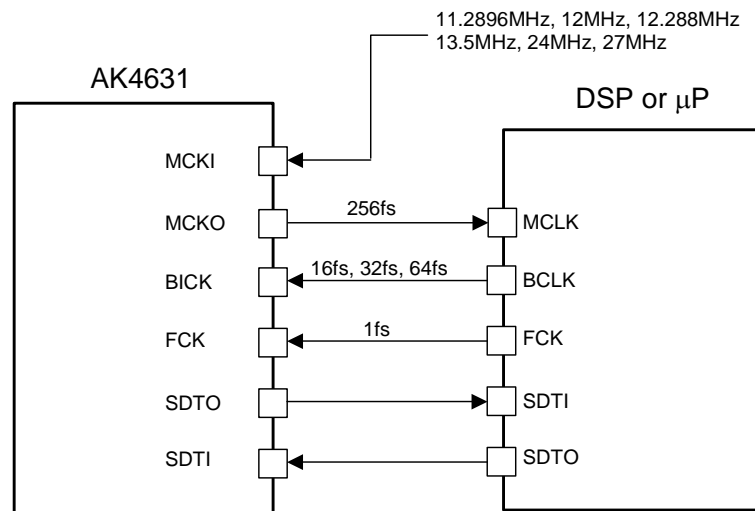 11.2896MHz, 12MHz, 12.288MHz
13.5MHz, 24MHz, 27MHz
AK4631
DSP or μP
MCKI
MCKO
256fs
MCLK
BICK
16fs, 32fs, 64fs
BCLK
FCK
1fs
FCK
SDTO
SDTI
SDTI
SDTO